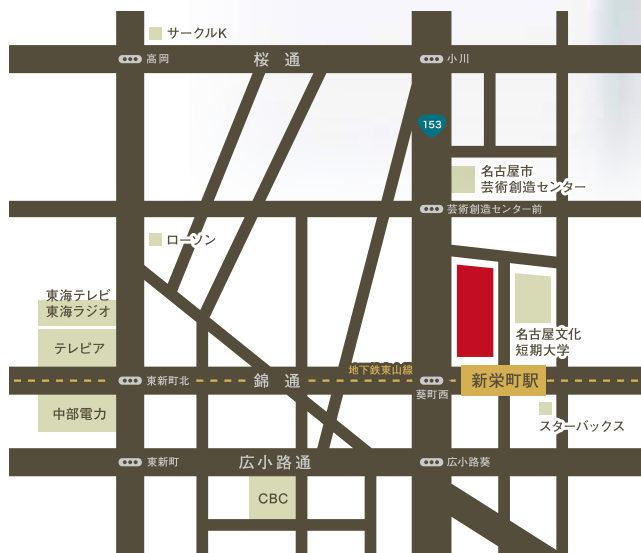 サークルK
高岡
桜通
小川
153
名古屋市
芸術創造センター
芸術創造センター前
ローソン
東海テレビ
東海ラジオ
テレピア
名古屋文化
短期大学
地下鉄東山線
東新町北
錦通
葵町西
新栄町駅
中部電力
スターバックス
東新町
広小路通
広小路葵
CBC